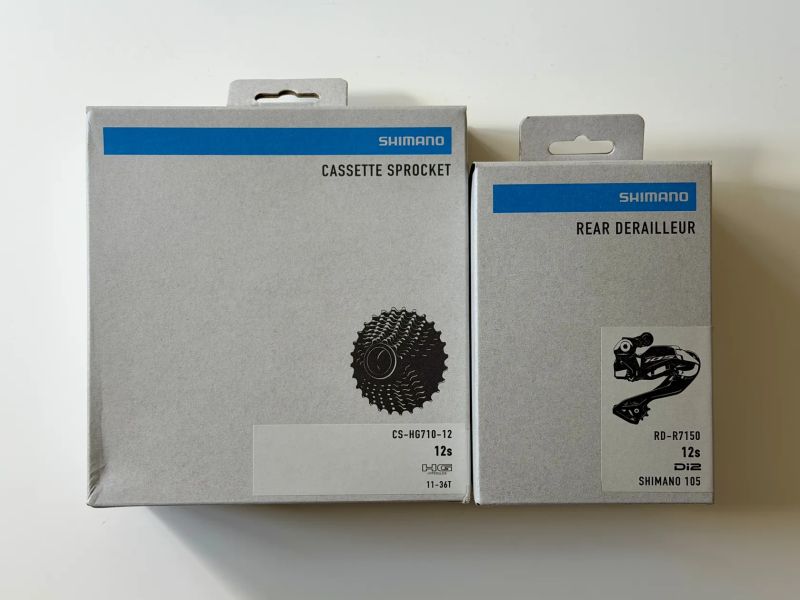 SHIMANO
CASSETTE SPROCKET
CS-HG710-12
12s
HG
11-36T
SHIMANO
REAR DERAILLEUR
RD-R7150
12s
Di2
SHIMANO 105